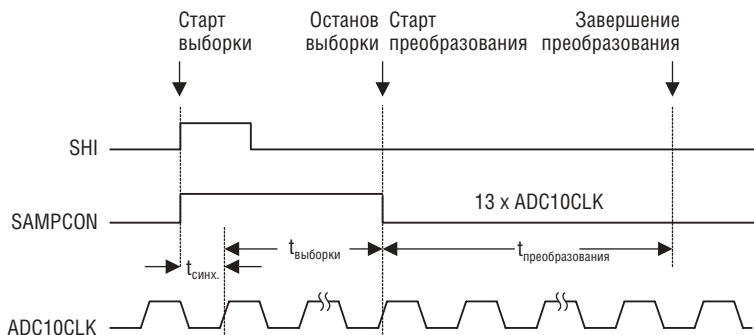 Старт
выборки
Останов
выборки
Старт
преобразования
Завершение
преобразования
SHI
SAMPCON
13 x ADC10CLK
tвыборки
tпреобразования
tсинх.
ADC10CLK